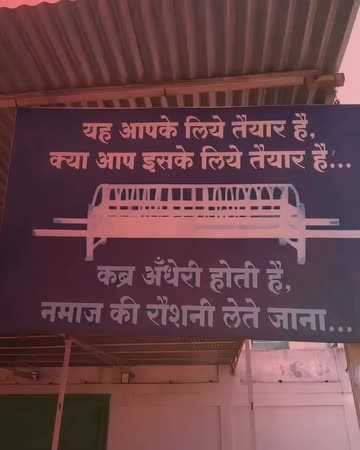 यह आपके लिये तैयार है,
क्या आप इसके लिये तैयार है...
कब्र अँधेरी होती है,
नमाज की रौशनी लेते जाना...